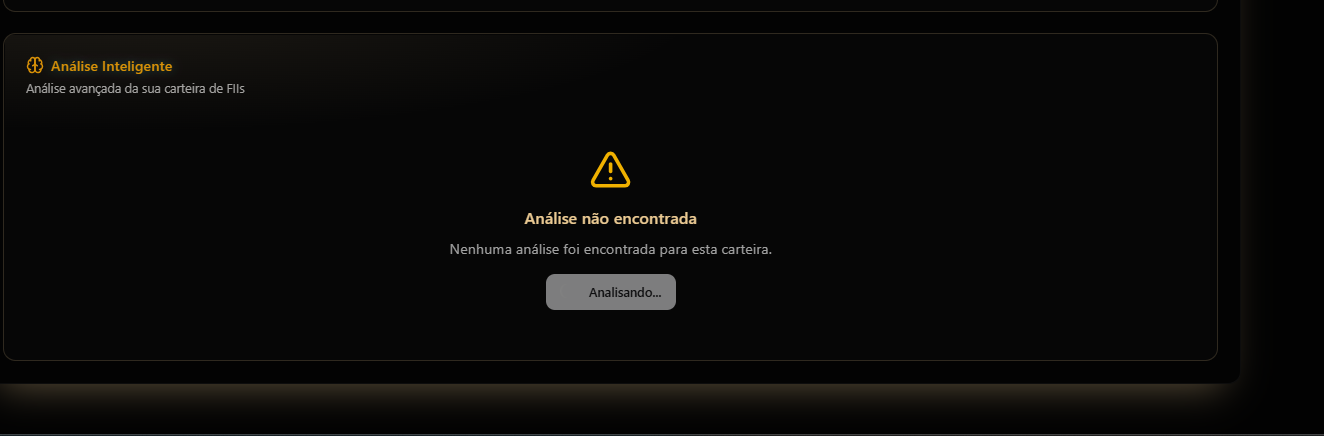 Análise Inteligente
Análise avançada da sua carteira de FIIs
Análise não encontrada
Nenhuma análise foi encontrada para esta carteira.
Analisando...